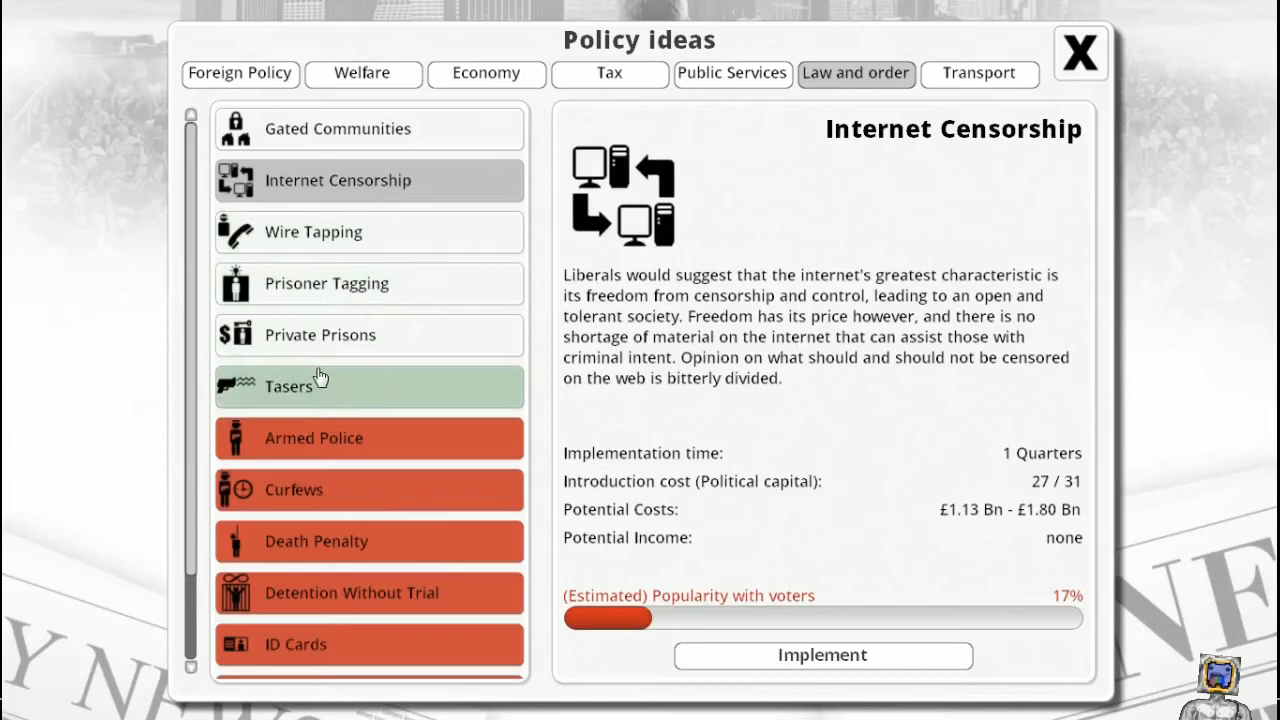 Policy ideas
X
Foreign Policy
Welfare
Economy
Tax
Public Services
Law and order
Transport
Gated Communities
Internet Censorship
Wire Tapping
Prisoner Tagging
Private Prisons
Tasers
Armed Police
Curfews
Death Penalty
Detention Without Trial
ID Cards
Internet Censorship
Liberals would suggest that the internet's greatest characteristic is
its freedom from censorship and control, leading to an open and
tolerant society. Freedom has its price however, and there is no
shortage of material on the internet that can assist those with
criminal intent. Opinion on what should and should not be censored
on the web is bitterly divided.
Implementation time: 1 Quarters
Introduction cost (Political capital): 27 / 31
Potential Costs: £1.13 Bn - £1.80 Bn
Potential Income: none
(Estimated) Popularity with voters 17%
Implement
Y NEWS
NE